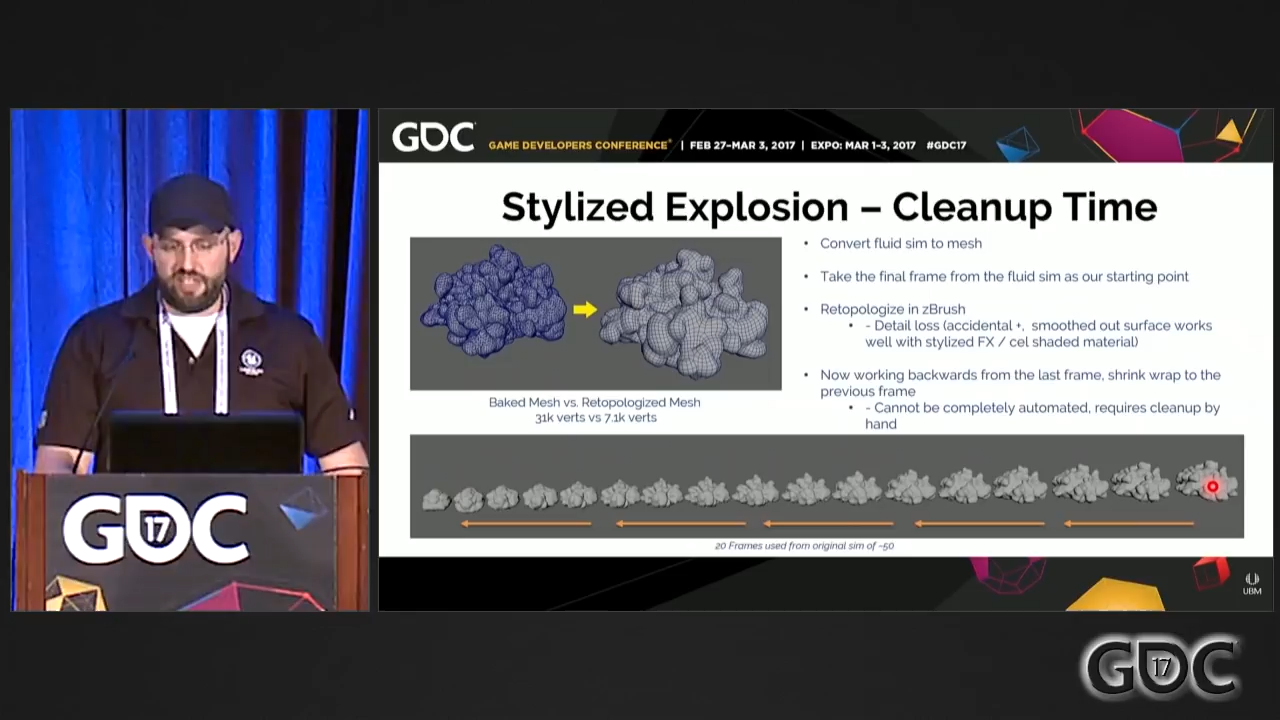 GDC
GAME DEVELOPERS CONFERENCE® | FEB 27–MAR 3, 2017 | EXPO: MAR 1–3, 2017 #GDC17
Stylized Explosion – Cleanup Time
• Convert fluid sim to mesh
• Take the final frame from the fluid sim as our starting point
• Retopologize in zBrush
• - Detail loss (accidental +, smoothed out surface works
well with stylized FX / cel shaded material)
• Now working backwards from the last frame, shrink wrap to the
previous frame
• - Cannot be completely automated, requires cleanup by
hand
Baked Mesh vs. Retopologized Mesh
31k verts vs 7.1k verts
20 Frames used from original sim of ~50
UBM
GDC
17
GDC
17